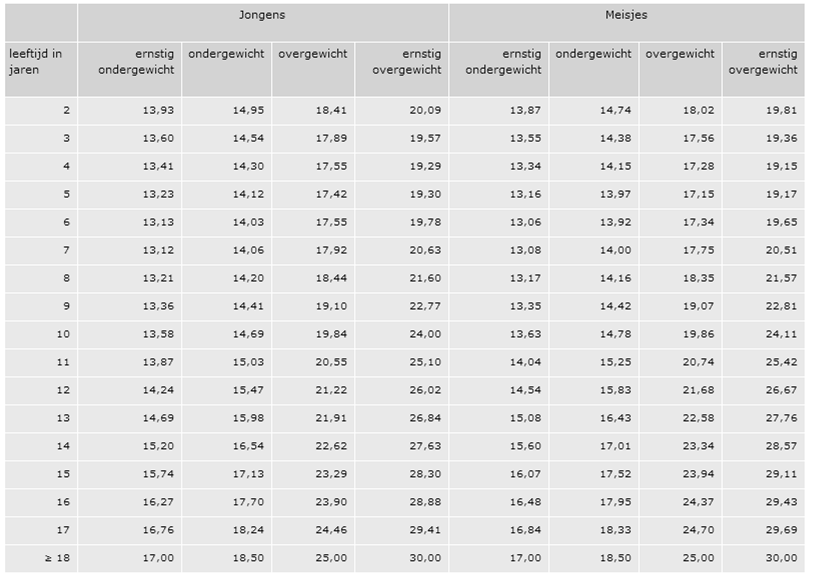 Jongens Meisjes
leeftijd in jaren ernstig ondergewicht ondergewicht overgewicht ernstig overgewicht ernstig ondergewicht ondergewicht overgewicht ernstig overgewicht
2 13,93 14,95 18,41 20,09 13,87 14,74 18,02 19,81
3 13,60 14,54 17,89 19,57 13,55 14,38 17,56 19,36
4 13,41 14,30 17,55 19,29 13,34 14,15 17,28 19,15
5 13,23 14,12 17,42 19,30 13,16 13,97 17,15 19,17
6 13,13 14,03 17,55 19,78 13,06 13,92 17,34 19,65
7 13,12 14,06 17,92 20,63 13,08 14,00 17,75 20,51
8 13,21 14,20 18,44 21,60 13,17 14,16 18,35 21,57
9 13,36 14,41 19,10 22,77 13,35 14,42 19,07 22,81
10 13,58 14,69 19,84 24,00 13,63 14,78 19,86 24,11
11 13,87 15,03 20,55 25,10 14,04 15,25 20,74 25,42
12 14,24 15,47 21,22 26,02 14,54 15,83 21,68 26,67
13 14,69 15,98 21,91 26,84 15,08 16,43 22,58 27,76
14 15,20 16,54 22,62 27,63 15,60 17,01 23,34 28,57
15 15,74 17,13 23,29 28,30 16,07 17,52 23,94 29,11
16 16,27 17,70 23,90 28,88 16,48 17,95 24,37 29,43
17 16,76 18,24 24,46 29,41 16,84 18,33 24,70 29,69
≥ 18 17,00 18,50 25,00 30,00 17,00 18,50 25,00 30,00